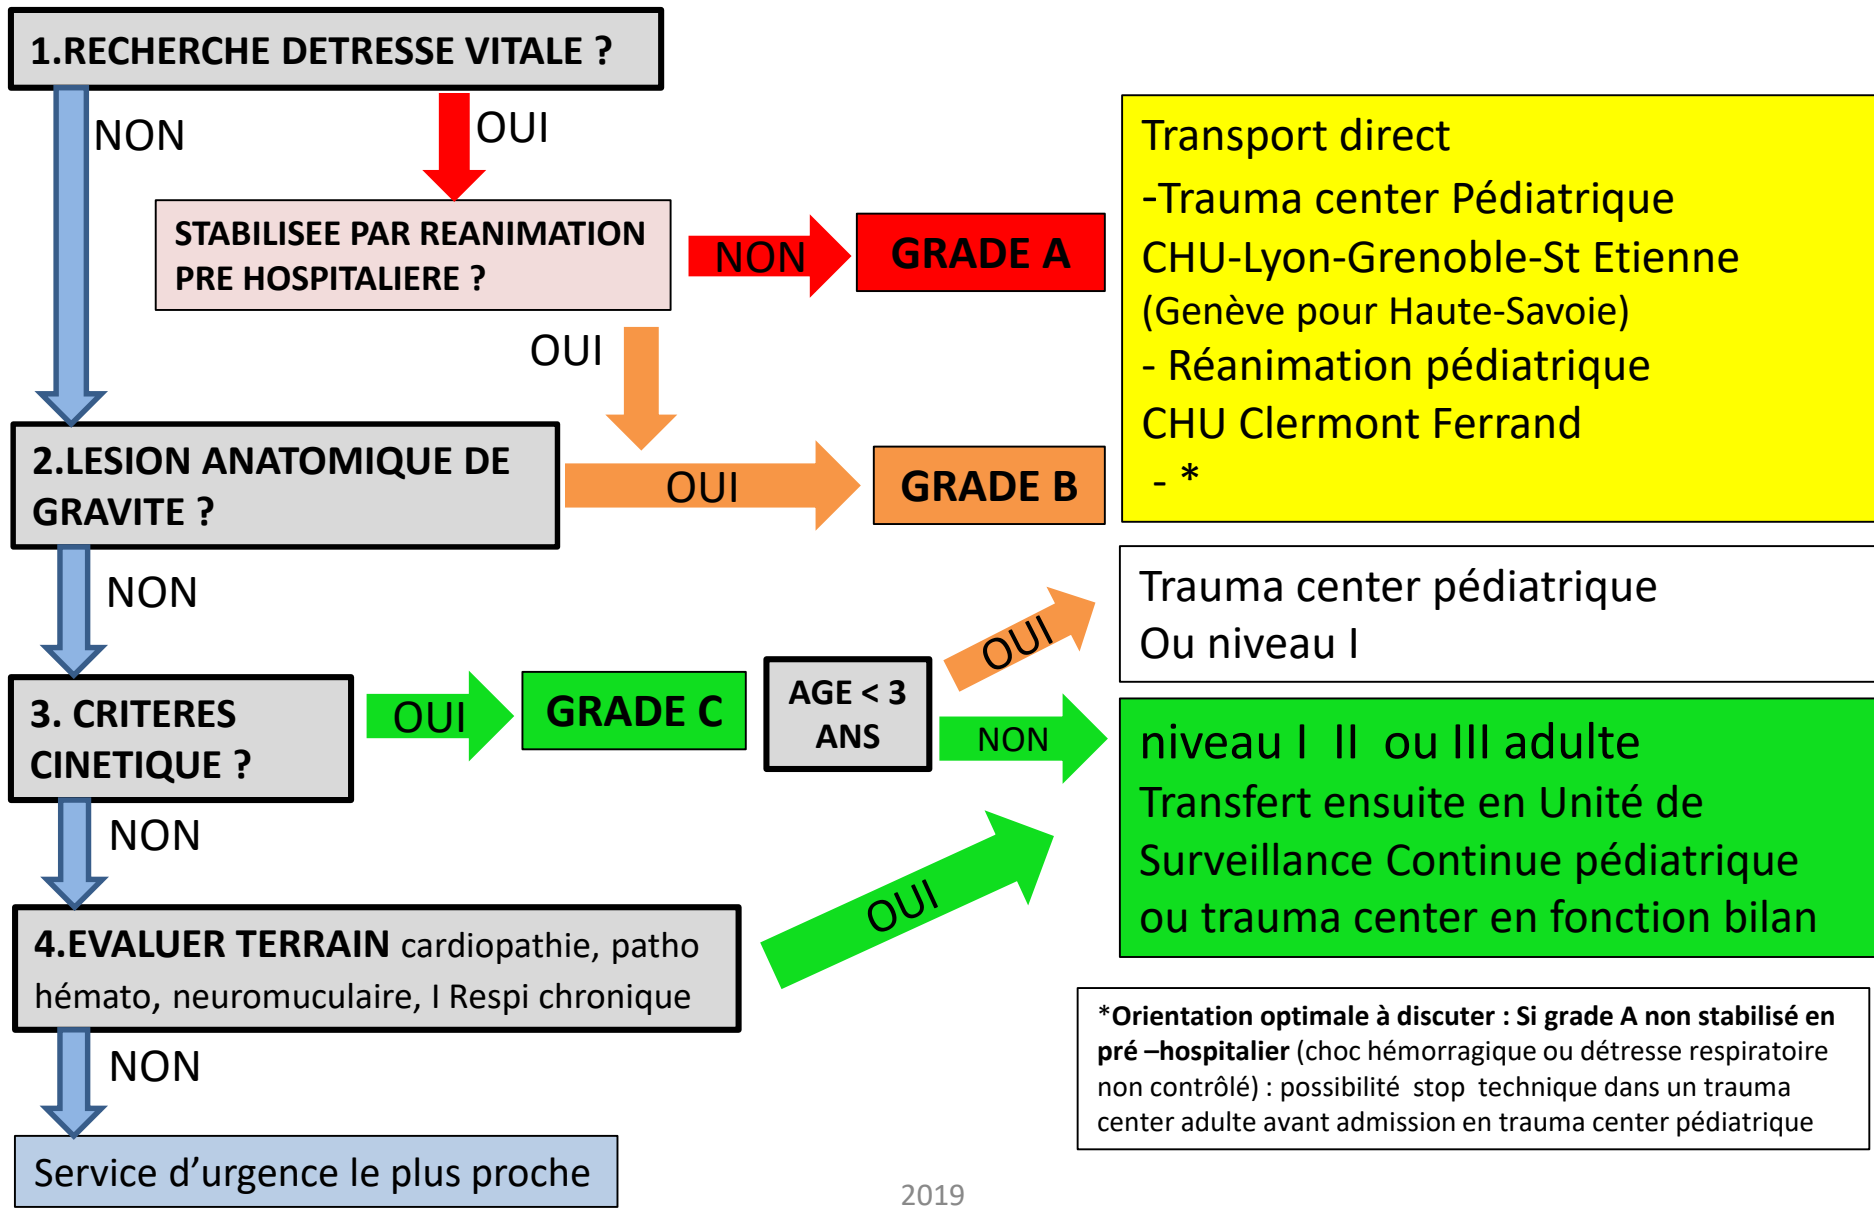 1.RECHERCHE DETRESSE VITALE ?
NON
OUI
STABILISEE PAR REANIMATION
PRE HOSPITALIERE ?
NON
GRADE A
OUI
Transport direct
-Trauma center Pédiatrique
CHU-Lyon-Grenoble-St Etienne
(Genève pour Haute-Savoie)
- Réanimation pédiatrique
CHU Clermont Ferrand
- *
2.LESION ANATOMIQUE DE
GRAVITE ?
OUI
GRADE B
NON
3. CRITERES
CINETIQUE ?
OUI
GRADE C
AGE < 3
ANS
OUI
Trauma center pédiatrique
Ou niveau I
NON
niveau I II ou III adulte
Transfert ensuite en Unité de
Surveillance Continue pédiatrique
ou trauma center en fonction bilan
NON
4.EVALUER TERRAIN cardiopathie, patho
hémato, neuromuculaire, I Respi chronique
OUI
NON
Service d’urgence le plus proche
*Orientation optimale à discuter : Si grade A non stabilisé en
pré –hospitalier (choc hémorragique ou détresse respiratoire
non contrôlé) : possibilité stop technique dans un trauma
center adulte avant admission en trauma center pédiatrique
2019